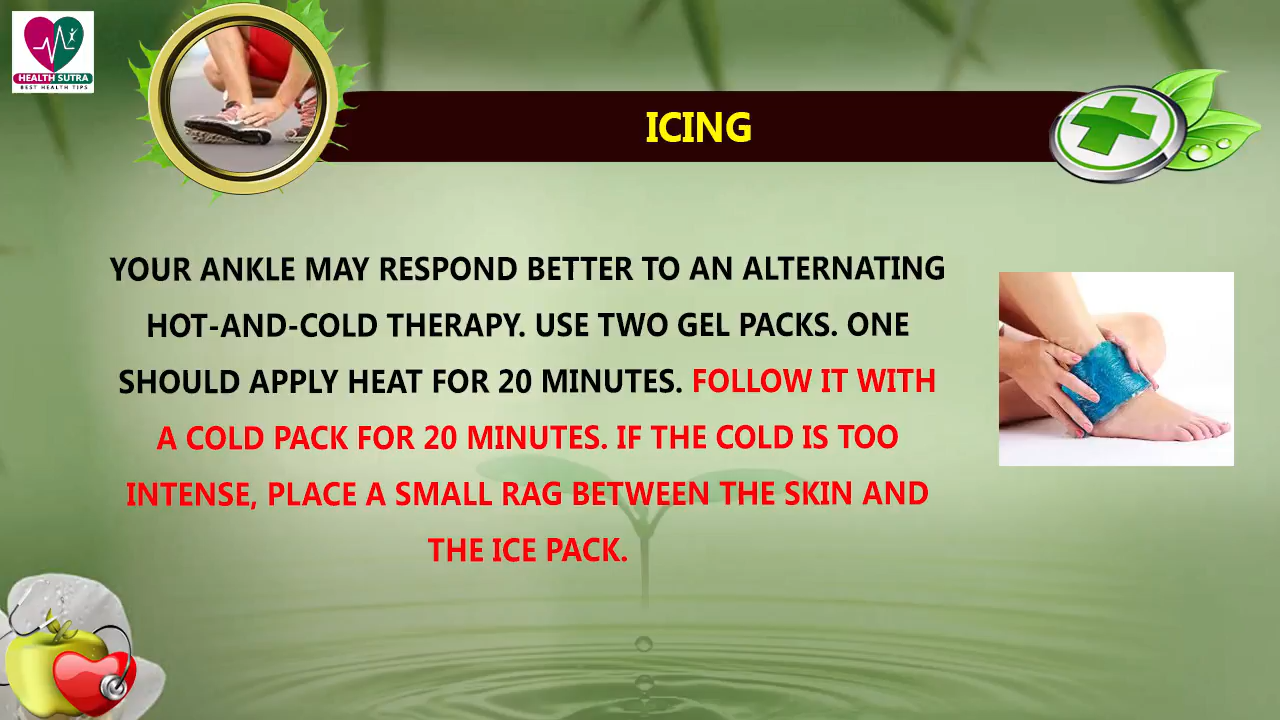 HEALTH SUTRA
BEST HEALTH TIPS
ICING
YOUR ANKLE MAY RESPOND BETTER TO AN ALTERNATING
HOT-AND-COLD THERAPY. USE TWO GEL PACKS. ONE
SHOULD APPLY HEAT FOR 20 MINUTES. FOLLOW IT WITH
A COLD PACK FOR 20 MINUTES. IF THE COLD IS TOO
INTENSE, PLACE A SMALL RAG BETWEEN THE SKIN AND
THE ICE PACK.